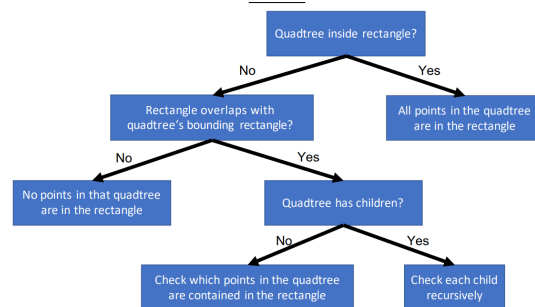 Quadtree inside rectangle?
No
Yes
Rectangle overlaps with
quadtree's bounding rectangle?
All points in the quadtree
are in the rectangle
No
Yes
No points in that quadtree
are in the rectangle
Quadtree has children?
No
Yes
Check which points in the quadtree
are contained in the rectangle
Check each child
recursively